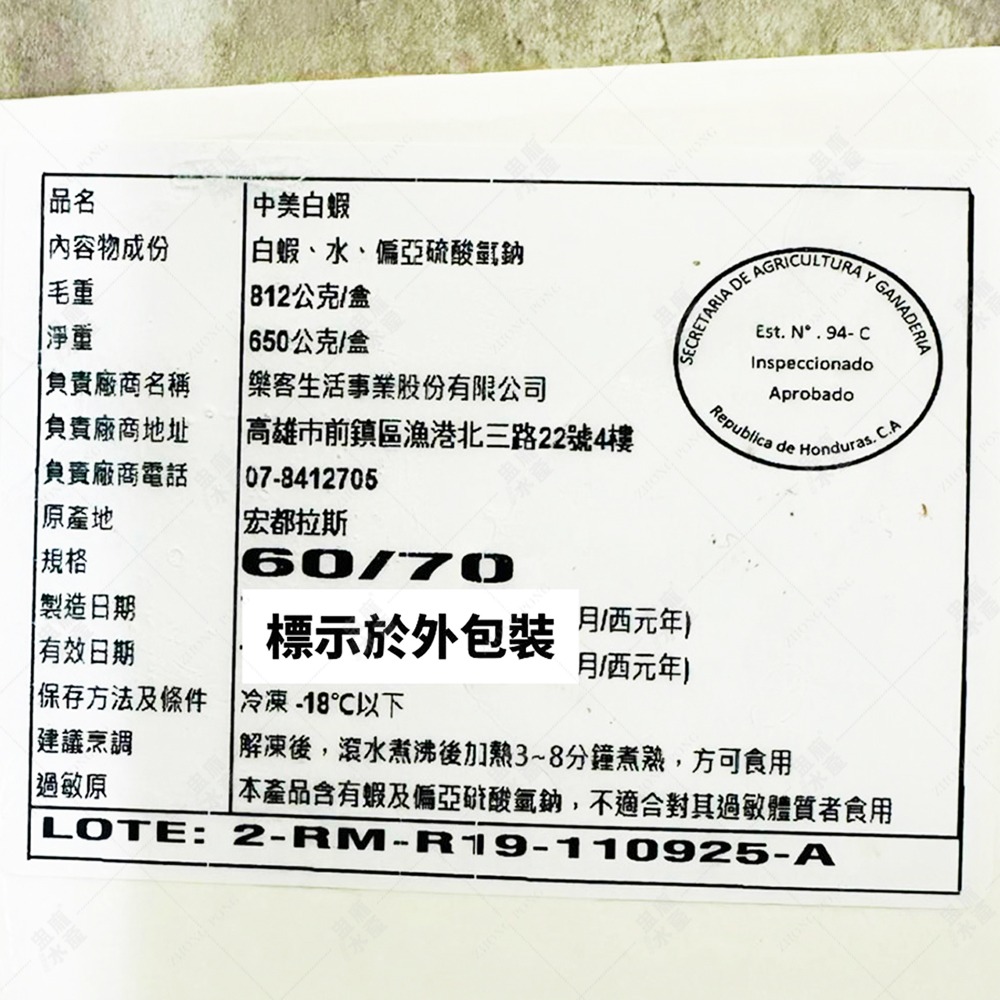 品名 中美白蝦
內容物成份 白蝦、水、偏亞硫酸氫鈉
毛重 812公克/盒
淨重 650公克/盒
負責廠商名稱 樂客生活事業股份有限公司
負責廠商地址 高雄市前鎮區漁港北三路22號4樓
負責廠商電話 07-8412705
原產地 宏都拉斯
規格 60/70
製造日期 月/西元年)
有效日期 月/西元年)
標示於外包裝
保存方法及條件 冷凍 -18℃以下
建議烹調 解凍後，滾水煮沸後加熱3~8分鐘煮熟，方可食用
過敏原 本產品含有蝦及偏亞硫酸氫鈉，不適合對其過敏體質者食用
LOTE: 2-RM-R19-110925-A
SECRETARIA DE AGRICULTURA Y GANADERIA
Est. N° . 94- C
Inspeccionado
Aprobado
Republica de Honduras. C.A